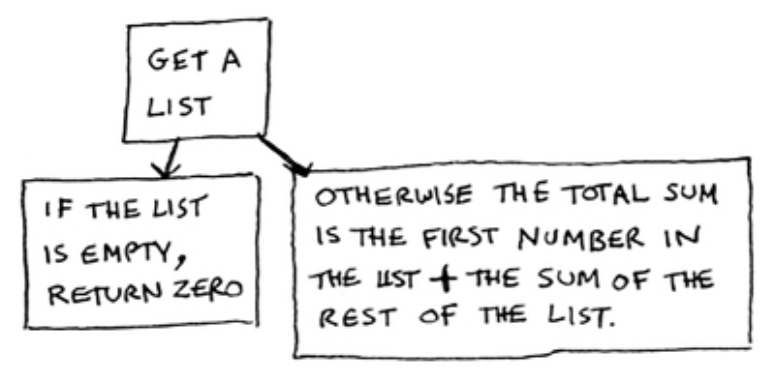 GET A
LIST
IF THE LIST
IS EMPTY,
RETURN ZERO
OTHERWISE THE TOTAL SUM
IS THE FIRST NUMBER IN
THE LIST + THE SUM OF THE
REST OF THE LIST.